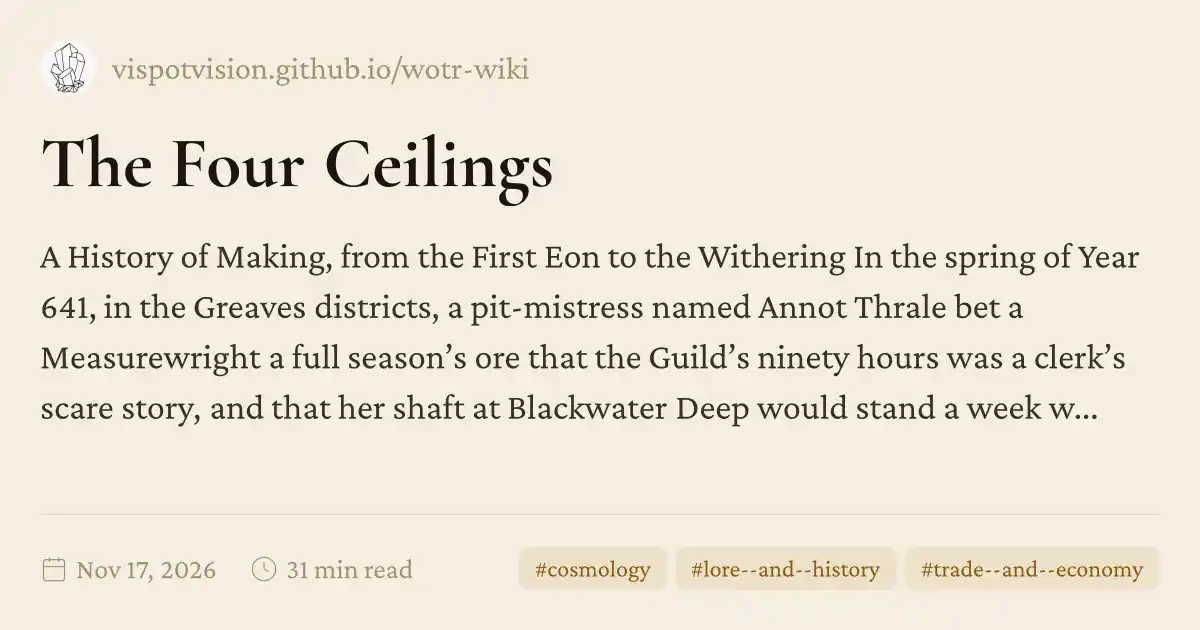 vispotvision.github.io/wotr-wiki
The Four Ceilings
A History of Making, from the First Eon to the Withering In the spring of Year
641, in the Greaves districts, a pit-mistress named Annot Thrale bet a
Measurewright a full season’s ore that the Guild’s ninety hours was a clerk’s
scare story, and that her shaft at Blackwater Deep would stand a week w...
Nov 17, 2026 31 min read #cosmology #lore--and--history #trade--and--economy